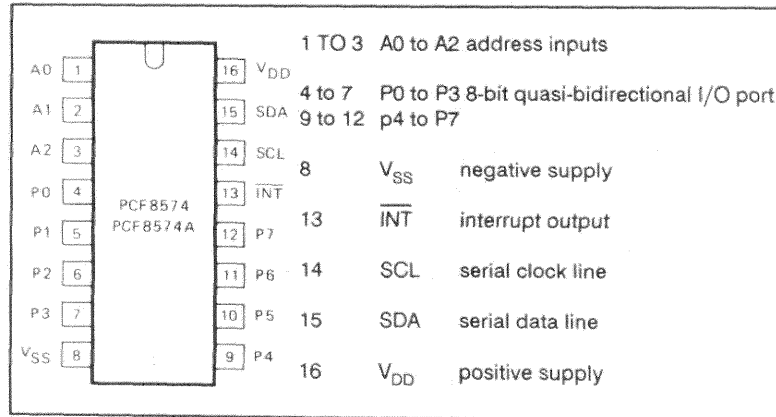 A0 1
A1 2
A2 3
P0 4
P1 5
P2 6
P3 7
VSS 8
PCF8574
PCF8574A
16 VDD
15 SDA
14 SCL
13 INT
12 P7
11 P6
10 P5
9 P4
1 TO 3 A0 to A2 address inputs
4 to 7 P0 to P3 8-bit quasi-bidirectional I/O port
9 to 12 p4 to P7
8 VSS negative supply
13 INT interrupt output
14 SCL serial clock line
15 SDA serial data line
16 VDD positive supply